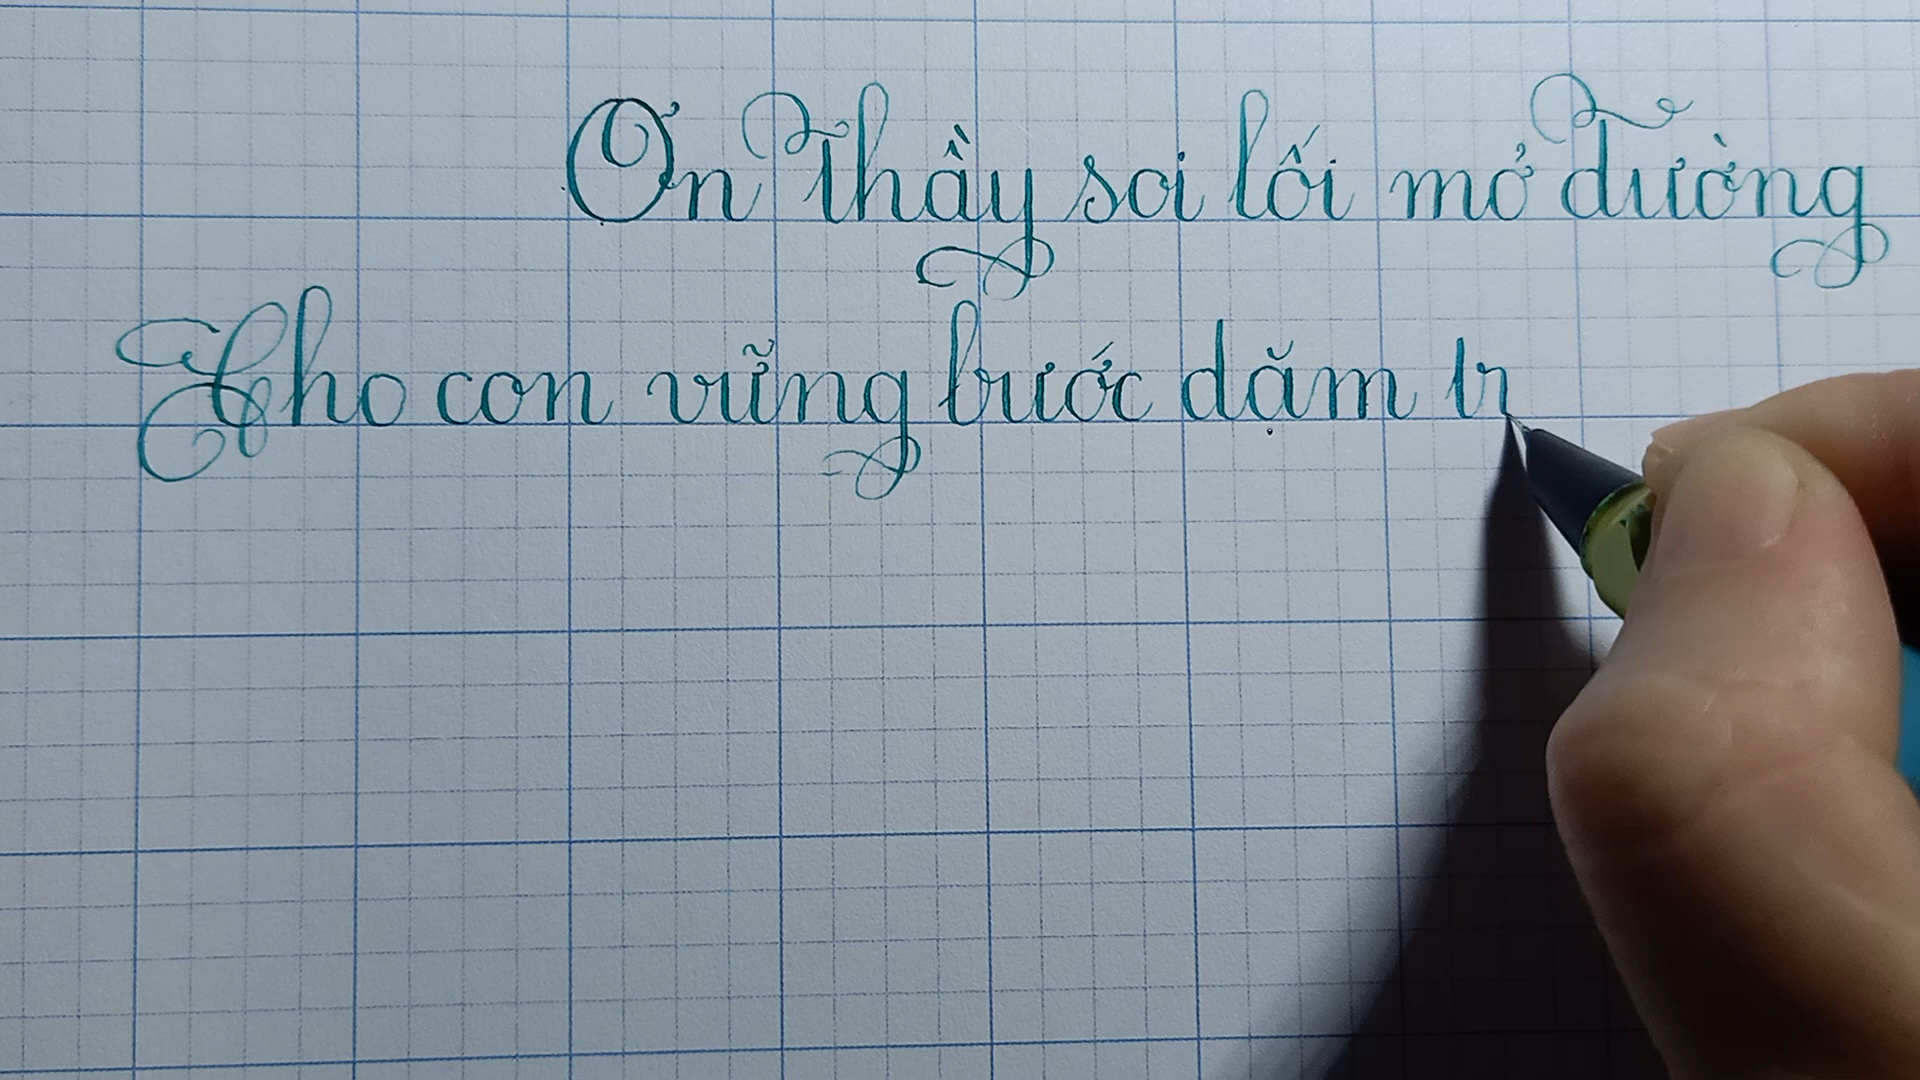 Ơn Thầy soi lối mở đường
Cho con vững bước dặm tr